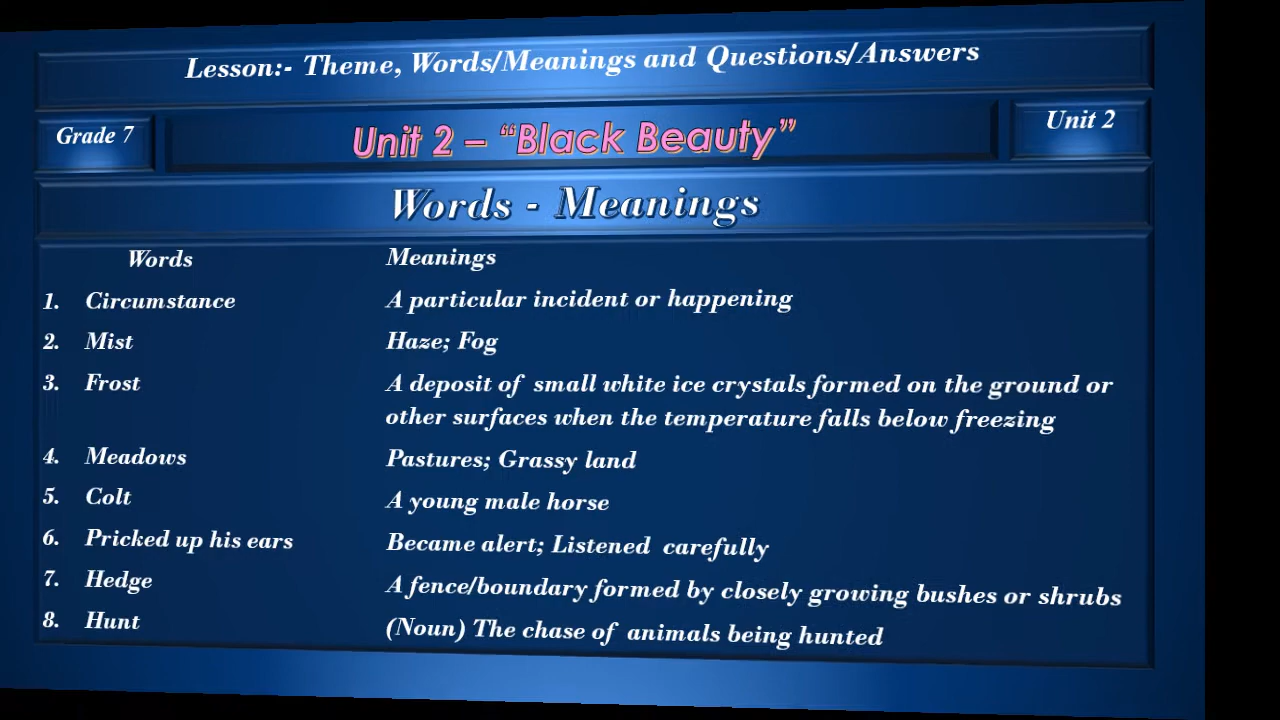 Lesson:- Theme, Words/Meanings and Questions/Answers
Grade 7
Unit 2 – “Black Beauty”
Unit 2
Words - Meanings
Words Meanings
1. Circumstance A particular incident or happening
2. Mist Haze; Fog
3. Frost A deposit of small white ice crystals formed on the ground or
other surfaces when the temperature falls below freezing
4. Meadows Pastures; Grassy land
5. Colt A young male horse
6. Pricked up his ears Became alert; Listened carefully
7. Hedge A fence/boundary formed by closely growing bushes or shrubs
8. Hunt (Noun) The chase of animals being hunted